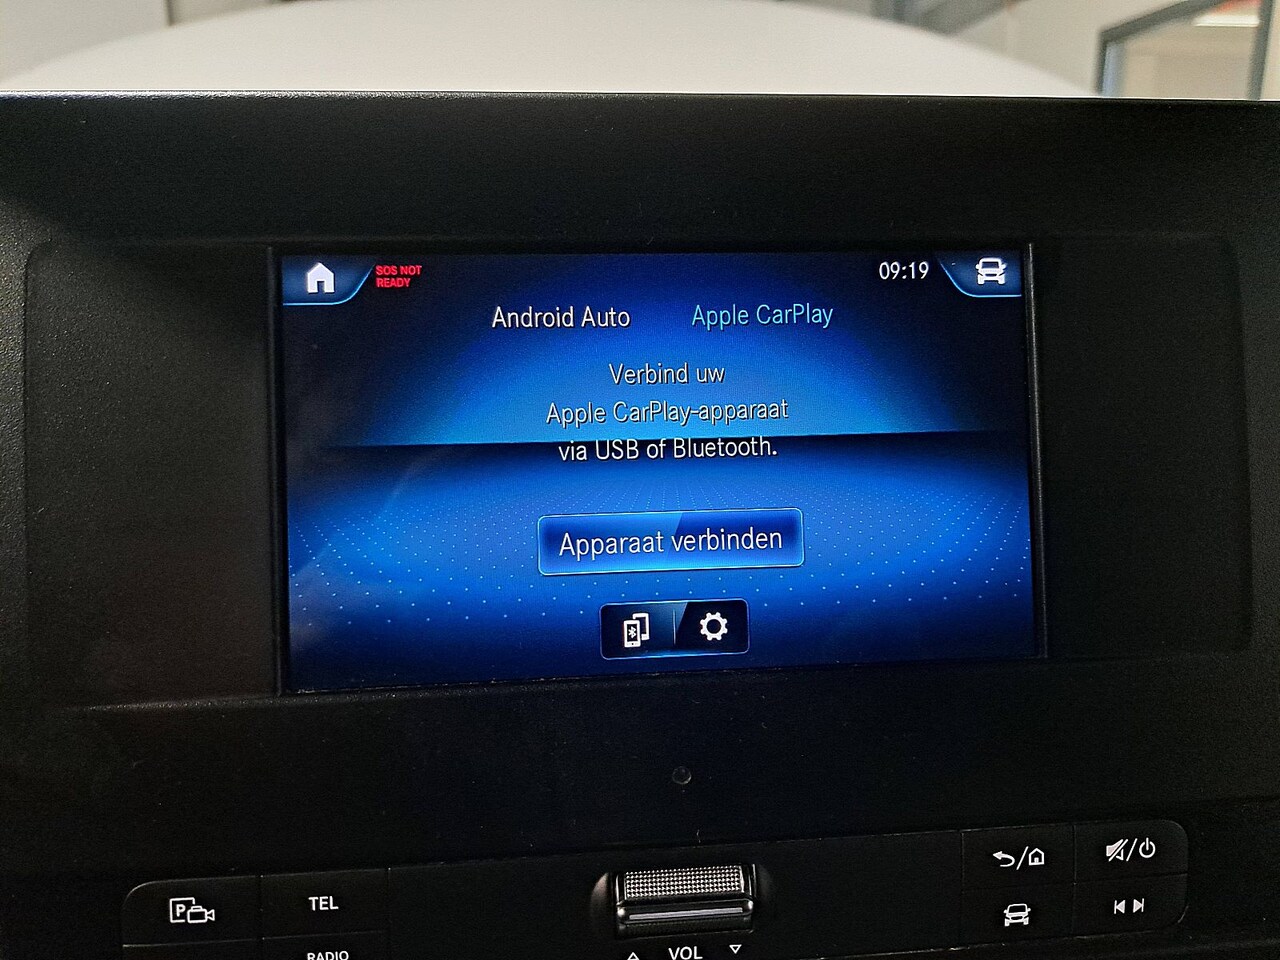 SOS NOT
READY
09:19
Android Auto
Apple CarPlay
Verbind uw
Apple CarPlay-apparaat
via USB of Bluetooth.
Apparaat verbinden
P
TEL
RADIO
VOL